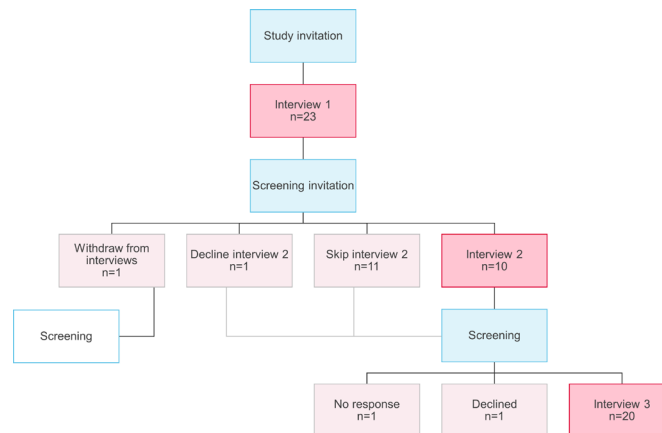 Study invitation
Interview 1
n=23
Screening invitation
Withdraw from
interviews
n=1
Decline interview 2
n=1
Skip interview 2
n=11
Interview 2
n=10
Screening
Screening
No response
n=1
Declined
n=1
Interview 3
n=20